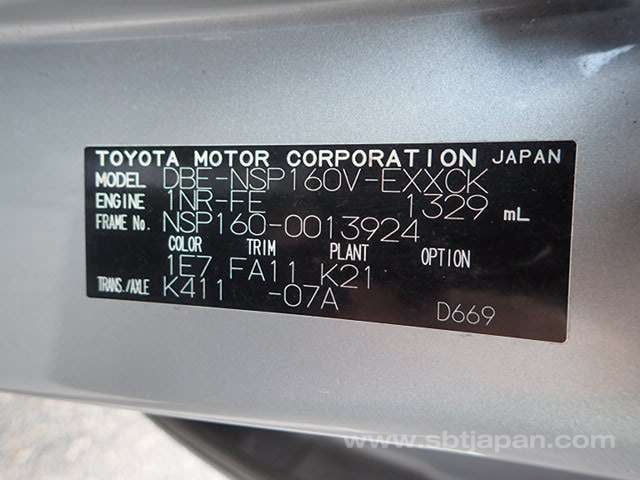 TOYOTA MOTOR CORPORATION JAPAN
MODEL DBE-NSP160V-EXXCK
ENGINE 1NR-FE 1329 mL
FRAME No. NSP160-0013924
COLOR TRIM PLANT OPTION
1E7 FA11 K21
TRANS./AXLE K411 -07A
D669
www.sbtjapan.com